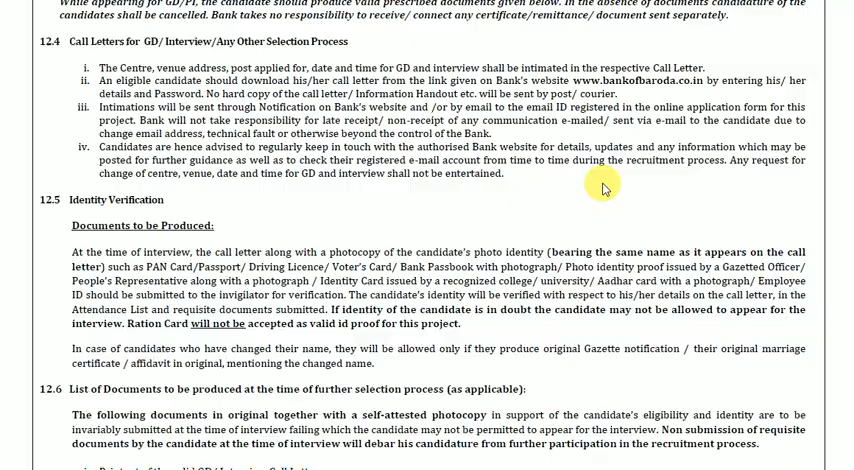 While appearing for GD/PI, the candidate should produce valid prescribed documents given below. In the absence of documents candidature of the
candidates shall be cancelled. Bank takes no responsibility to receive/ connect any certificate/remittance/ document sent separately.
12.4 Call Letters for GD/ Interview/Any Other Selection Process
i. The Centre, venue address, post applied for, date and time for GD and interview shall be intimated in the respective Call Letter.
ii. An eligible candidate should download his/her call letter from the link given on Bank's website www.bankofbaroda.co.in by entering his/ her
details and Password. No hard copy of the call letter/ Information Handout etc. will be sent by post/ courier.
iii. Intimations will be sent through Notification on Bank's website and /or by email to the email ID registered in the online application form for this
project. Bank will not take responsibility for late receipt/ non-receipt of any communication e-mailed/ sent via e-mail to the candidate due to
change email address, technical fault or otherwise beyond the control of the Bank.
iv. Candidates are hence advised to regularly keep in touch with the authorised Bank website for details, updates and any information which may be
posted for further guidance as well as to check their registered e-mail account from time to time during the recruitment process. Any request for
change of centre, venue, date and time for GD and interview shall not be entertained.
12.5 Identity Verification
Documents to be Produced:
At the time of interview, the call letter along with a photocopy of the candidate's photo identity (bearing the same name as it appears on the call
letter) such as PAN Card/Passport/ Driving Licence/ Voter's Card/ Bank Passbook with photograph/ Photo identity proof issued by a Gazetted Officer/
People's Representative along with a photograph / Identity Card issued by a recognized college/ university/ Aadhar card with a photograph/ Employee
ID should be submitted to the invigilator for verification. The candidate's identity will be verified with respect to his/her details on the call letter, in the
Attendance List and requisite documents submitted. If identity of the candidate is in doubt the candidate may not be allowed to appear for the
interview. Ration Card will not be accepted as valid id proof for this project.
In case of candidates who have changed their name, they will be allowed only if they produce original Gazette notification / their original marriage
certificate / affidavit in original, mentioning the changed name.
12.6 List of Documents to be produced at the time of further selection process (as applicable):
The following documents in original together with a self-attested photocopy in support of the candidate's eligibility and identity are to be
invariably submitted at the time of interview failing which the candidate may not be permitted to appear for the interview. Non submission of requisite
documents by the candidate at the time of interview will debar his candidature from further participation in the recruitment process.